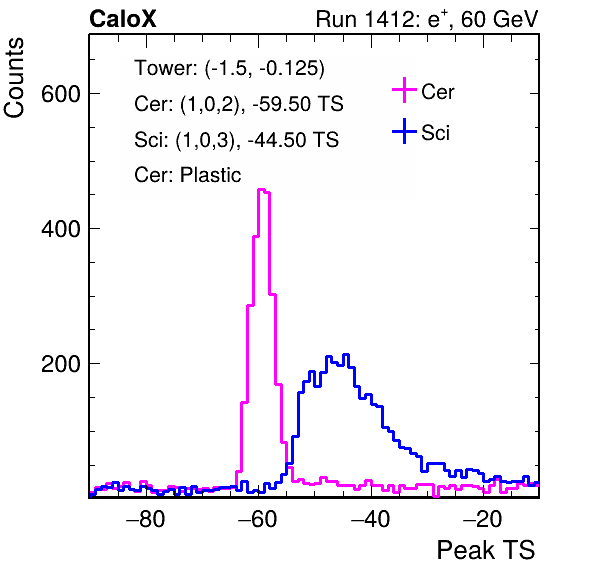 CaloX Run 1412: e⁺, 60 GeV
Counts
Tower: (-1.5, -0.125)
Cer: (1,0,2), -59.50 TS
Sci: (1,0,3), -44.50 TS
Cer: Plastic
Cer
Sci
600
400
200
−80 −60 −40 −20
Peak TS